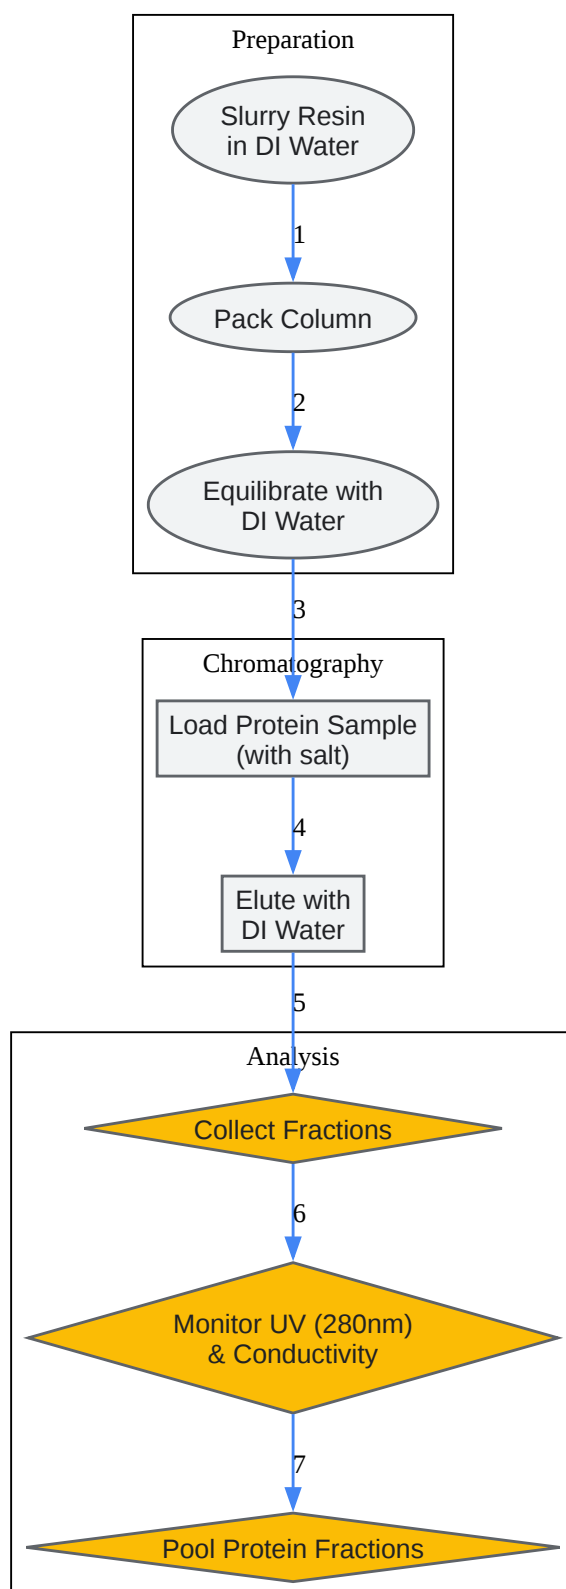 Preparation
Slurry Resin
in DI Water
1
Pack Column
2
Equilibrate with
DI Water
3
Chromatography
Load Protein Sample
(with salt)
4
Elute with
DI Water
5
Analysis
Collect Fractions
6
Monitor UV (280nm)
& Conductivity
7
Pool Protein Fractions